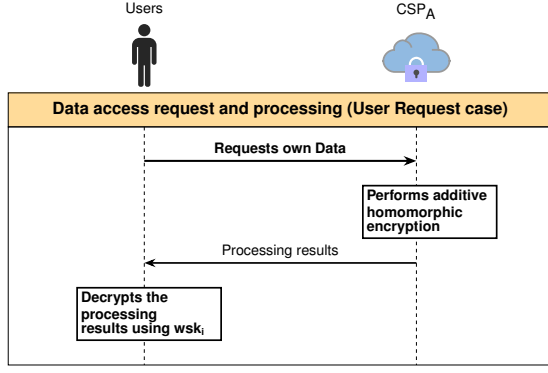 Users
CSPA
Data access request and processing (User Request case)
Requests own Data
Performs additive
homomorphic
encryption
Processing results
Decrypts the
processing
results using wski